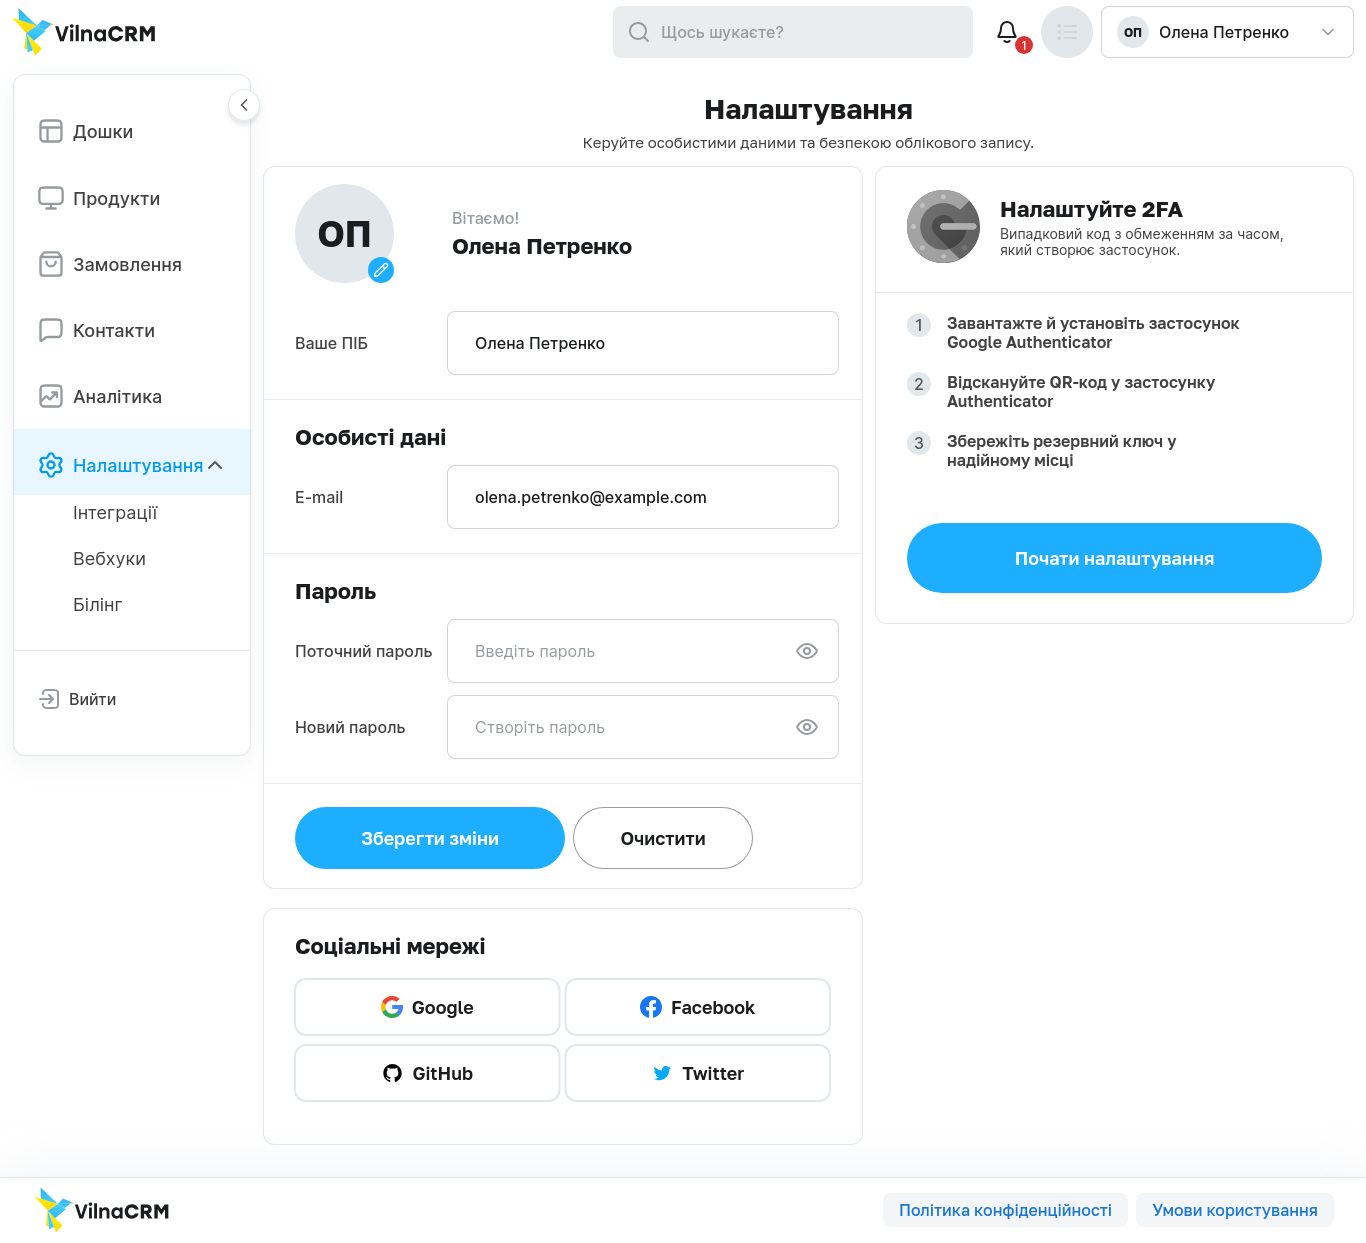 VilnaCRM
Щось шукаєте?
1
ОП
Олена Петренко
Дошки
Продукти
Замовлення
Контакти
Аналітика
Налаштування
Інтеграції
Вебхуки
Білінг
Вийти
Налаштування
Керуйте особистими даними та безпекою облікового запису.
ОП
Вітаємо!
Олена Петренко
Ваше ПІБ
Олена Петренко
Особисті дані
E-mail
olena.petrenko@example.com
Пароль
Поточний пароль
Введіть пароль
Новий пароль
Створіть пароль
Зберегти зміни
Очистити
Соціальні мережі
Google
Facebook
GitHub
Twitter
Налаштуйте 2FA
Випадковий код з обмеженням за часом,
який створює застосунок.
1
Завантажте й установіть застосунок
Google Authenticator
2
Відскануйте QR-код у застосунку
Authenticator
3
Збережіть резервний ключ у
надійному місці
Почати налаштування
VilnaCRM
Політика конфіденційності
Умови користування